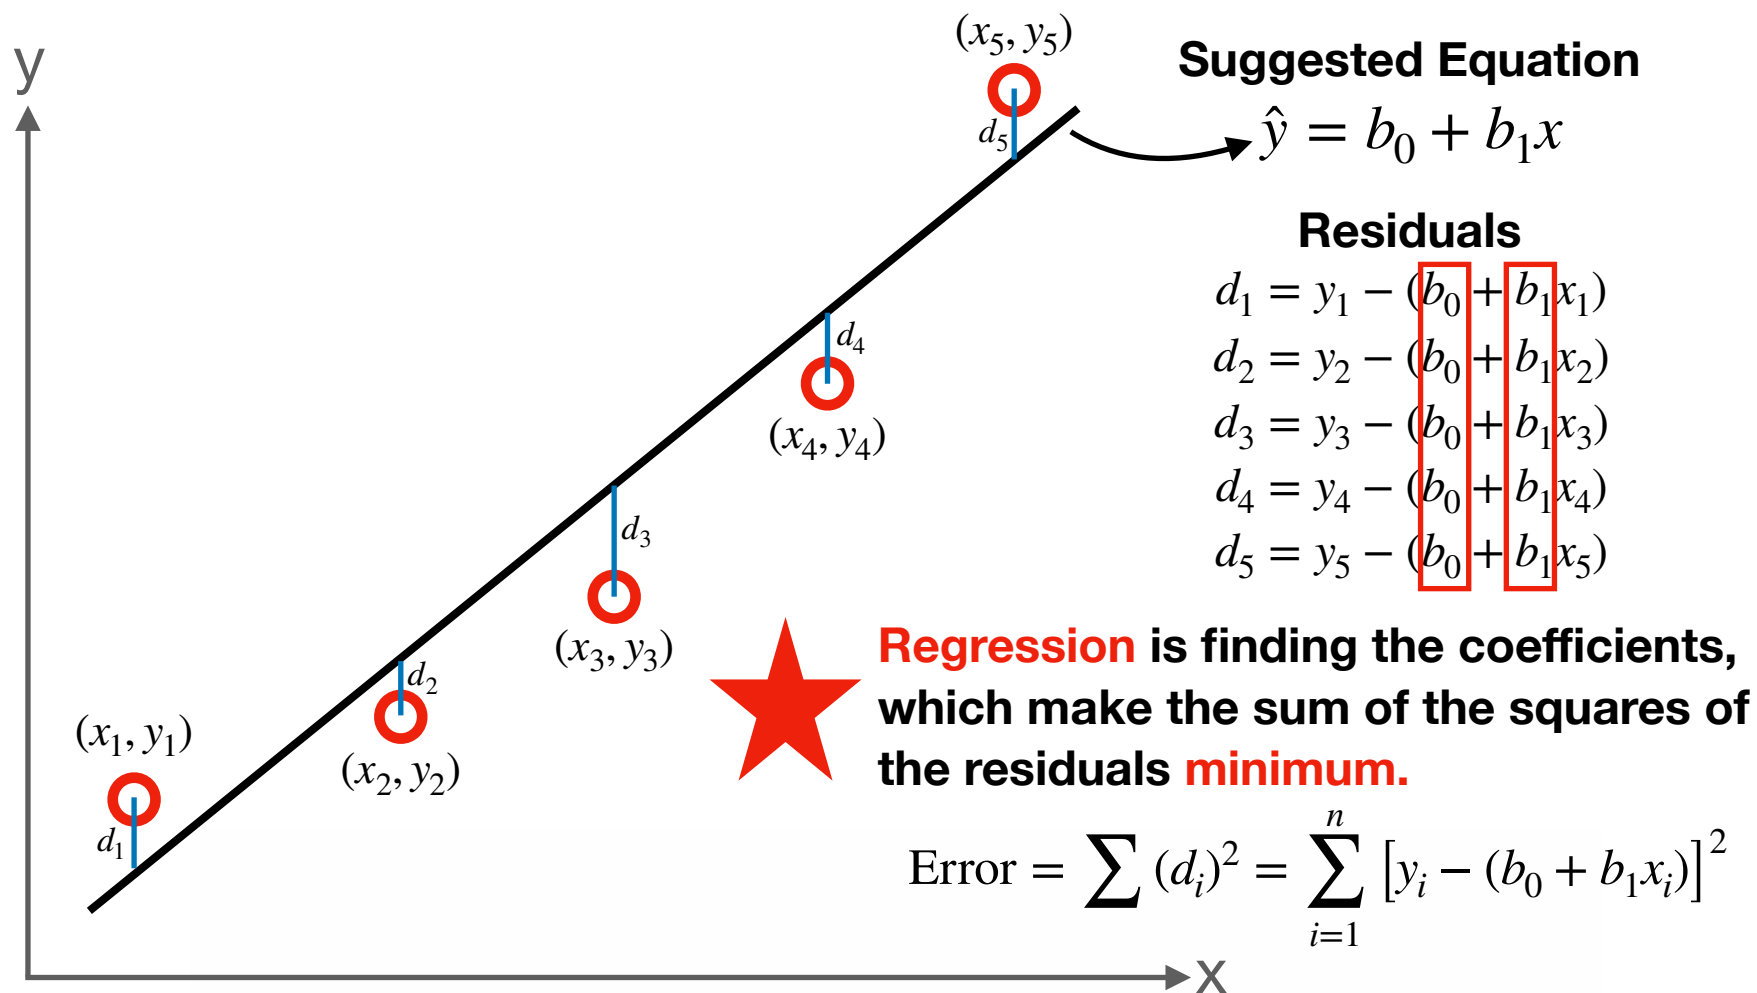 y
(x₅, y₅)
d₅
d₄
(x₄, y₄)
d₃
(x₃, y₃)
d₂
(x₂, y₂)
(x₁, y₁)
d₁
x
Suggested Equation
ŷ = b₀ + b₁x
Residuals
d₁ = y₁ − (b₀ + b₁x₁)
d₂ = y₂ − (b₀ + b₁x₂)
d₃ = y₃ − (b₀ + b₁x₃)
d₄ = y₄ − (b₀ + b₁x₄)
d₅ = y₅ − (b₀ + b₁x₅)
Regression is finding the coefficients,
which make the sum of the squares of
the residuals minimum.
Error = ∑ (dᵢ)² = ∑ᵢ₌₁ⁿ [yᵢ − (b₀ + b₁xᵢ)]²